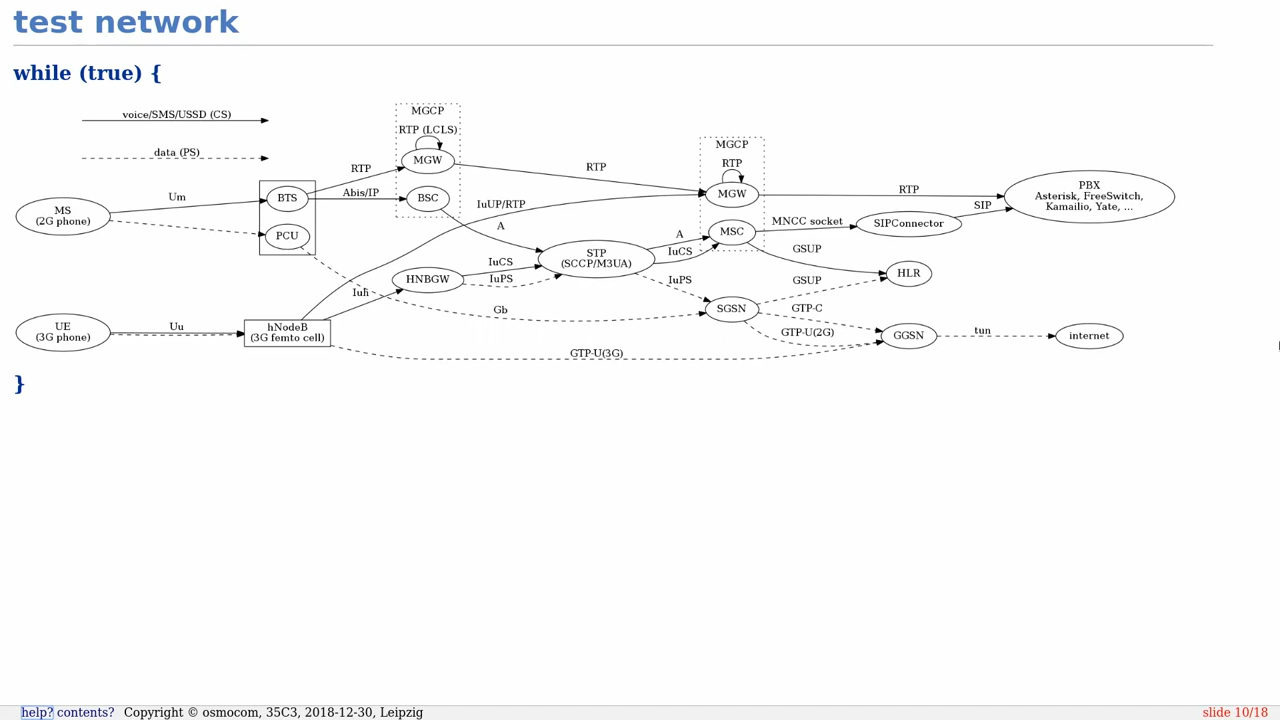 test network
while (true) {
voice/SMS/USSD (CS)
data (PS)
MGCP
RTP (LCLS)
MGW
MGCP
RTP
MGW
RTP
RTP
RTP
PBX
Asterisk, FreeSwitch,
Kamailio, Yate, ...
MS
(2G phone)
Um
BTS
Abis/IP
BSC
PCU
IuUP/RTP
A
A
MSC
MNCC socket
SIPConnector
SIP
STP
(SCCP/M3UA)
IuCS
GSUP
HLR
HNBGW
IuCS
IuPS
IuPS
Iuh
Gb
SGSN
GSUP
GTP-C
GTP-U(2G)
GGSN
tun
internet
UE
(3G phone)
Uu
hNodeB
(3G femto cell)
GTP-U(3G)
}
help? contents? Copyright © osmocom, 35C3, 2018-12-30, Leipzig
slide 10/18